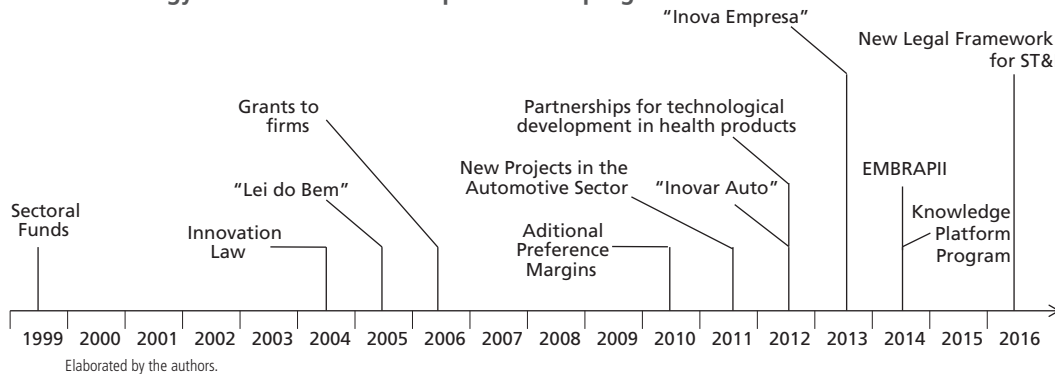 “Inova Empresa”
New Legal Framework
for ST&
Grants to
firms
Partnerships for technological
development in health products
New Projects in the
Automotive Sector
“Inovar Auto”
EMBRAPII
“Lei do Bem”
Sectoral
Funds
Innovation
Law
Aditional
Preference
Margins
Knowledge
Platform
Program
1999 2000 2001 2002 2003 2004 2005 2006 2007 2008 2009 2010 2011 2012 2013 2014 2015 2016
Elaborated by the authors.